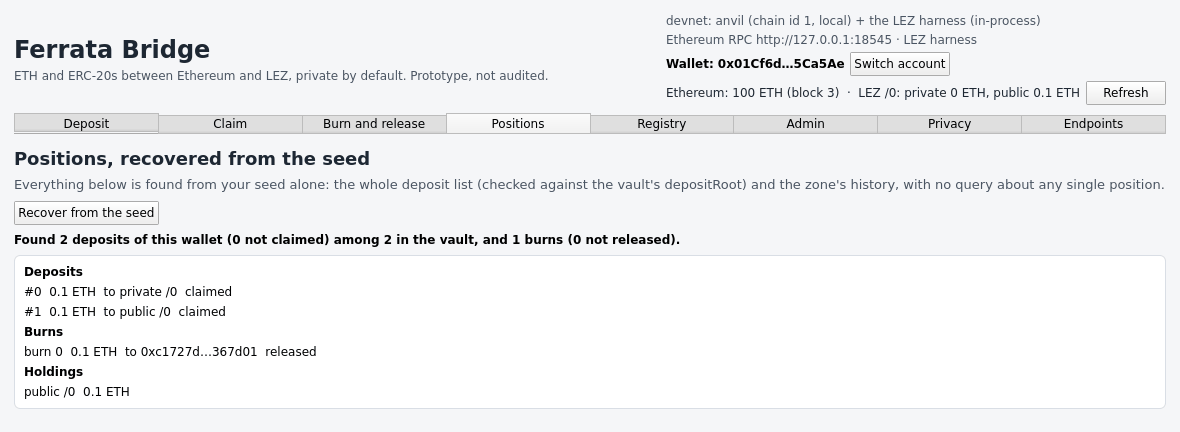 Ferrata Bridge
ETH and ERC-20s between Ethereum and LEZ, private by default. Prototype, not audited.
devnet: anvil (chain id 1, local) + the LEZ harness (in-process)
Ethereum RPC http://127.0.0.1:18545 · LEZ harness
Wallet: 0x01Cf6d...5Ca5Ae Switch account
Ethereum: 100 ETH (block 3) · LEZ /0: private 0 ETH, public 0.1 ETH Refresh
Deposit Claim Burn and release Positions Registry Admin Privacy Endpoints
Positions, recovered from the seed
Everything below is found from your seed alone: the whole deposit list (checked against the vault's depositRoot) and the zone's history, with no query about any single position.
Recover from the seed
Found 2 deposits of this wallet (0 not claimed) among 2 in the vault, and 1 burns (0 not released).
Deposits
#0 0.1 ETH to private /0 claimed
#1 0.1 ETH to public /0 claimed
Burns
burn 0 0.1 ETH to 0xc1727d...367d01 released
Holdings
public /0 0.1 ETH